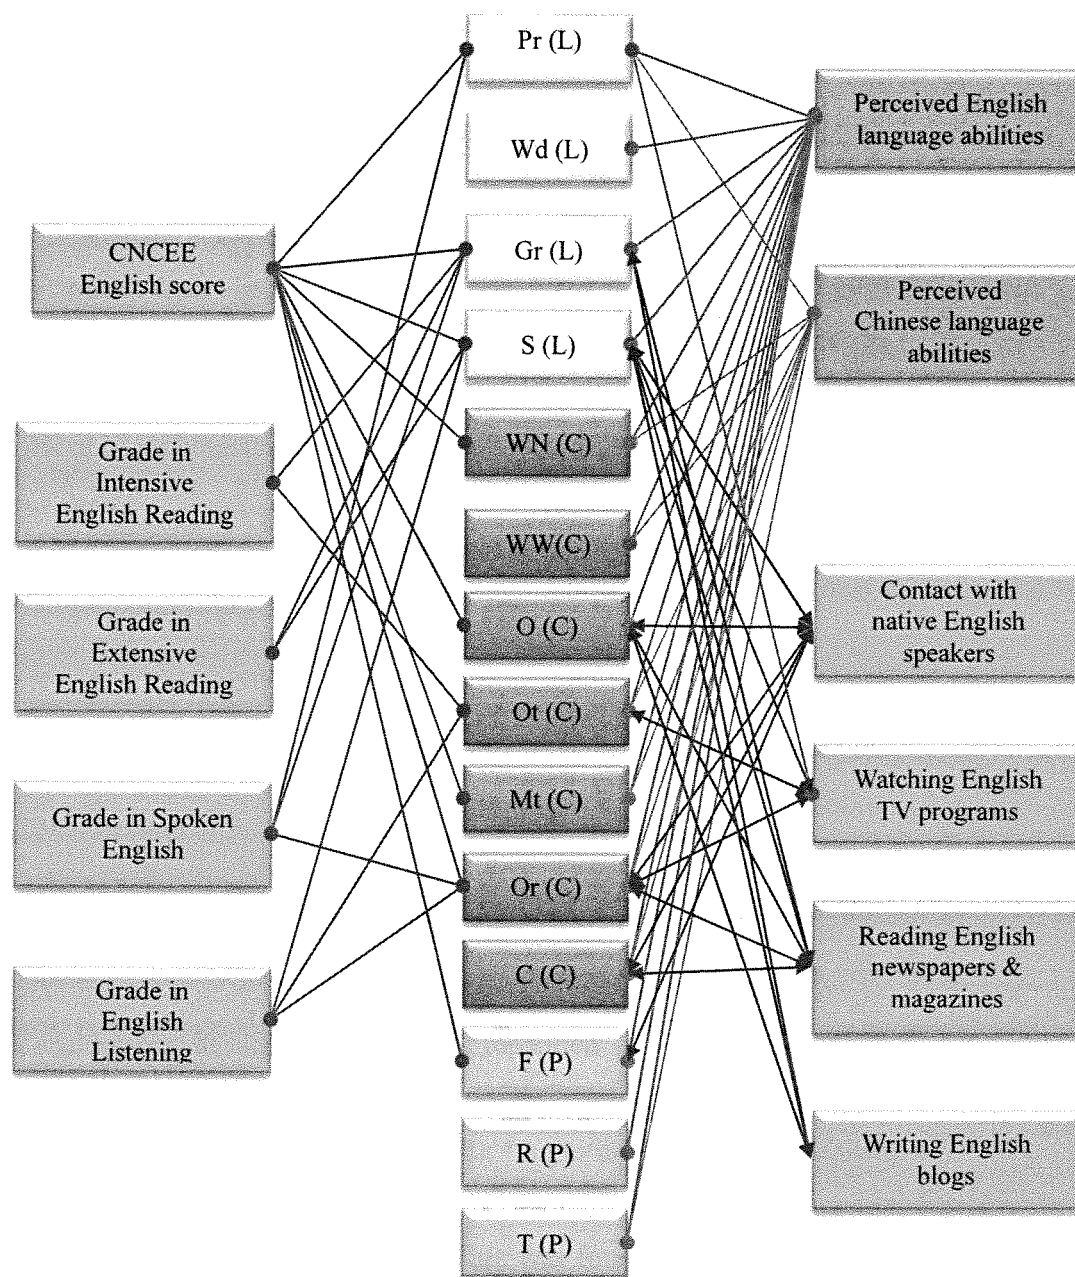 CNCEE
English score
Grade in
Intensive
English Reading
Grade in
Extensive
English Reading
Grade in Spoken
English
Grade in
English
Listening
Pr (L)
Wd (L)
Gr (L)
S (L)
WN (C)
WW(C)
O (C)
Ot (C)
Mt (C)
Or (C)
C (C)
F (P)
R (P)
T (P)
Perceived English
language abilities
Perceived
Chinese language
abilities
Contact with
native English
speakers
Watching English
TV programs
Reading English
newspapers &
magazines
Writing English
blogs